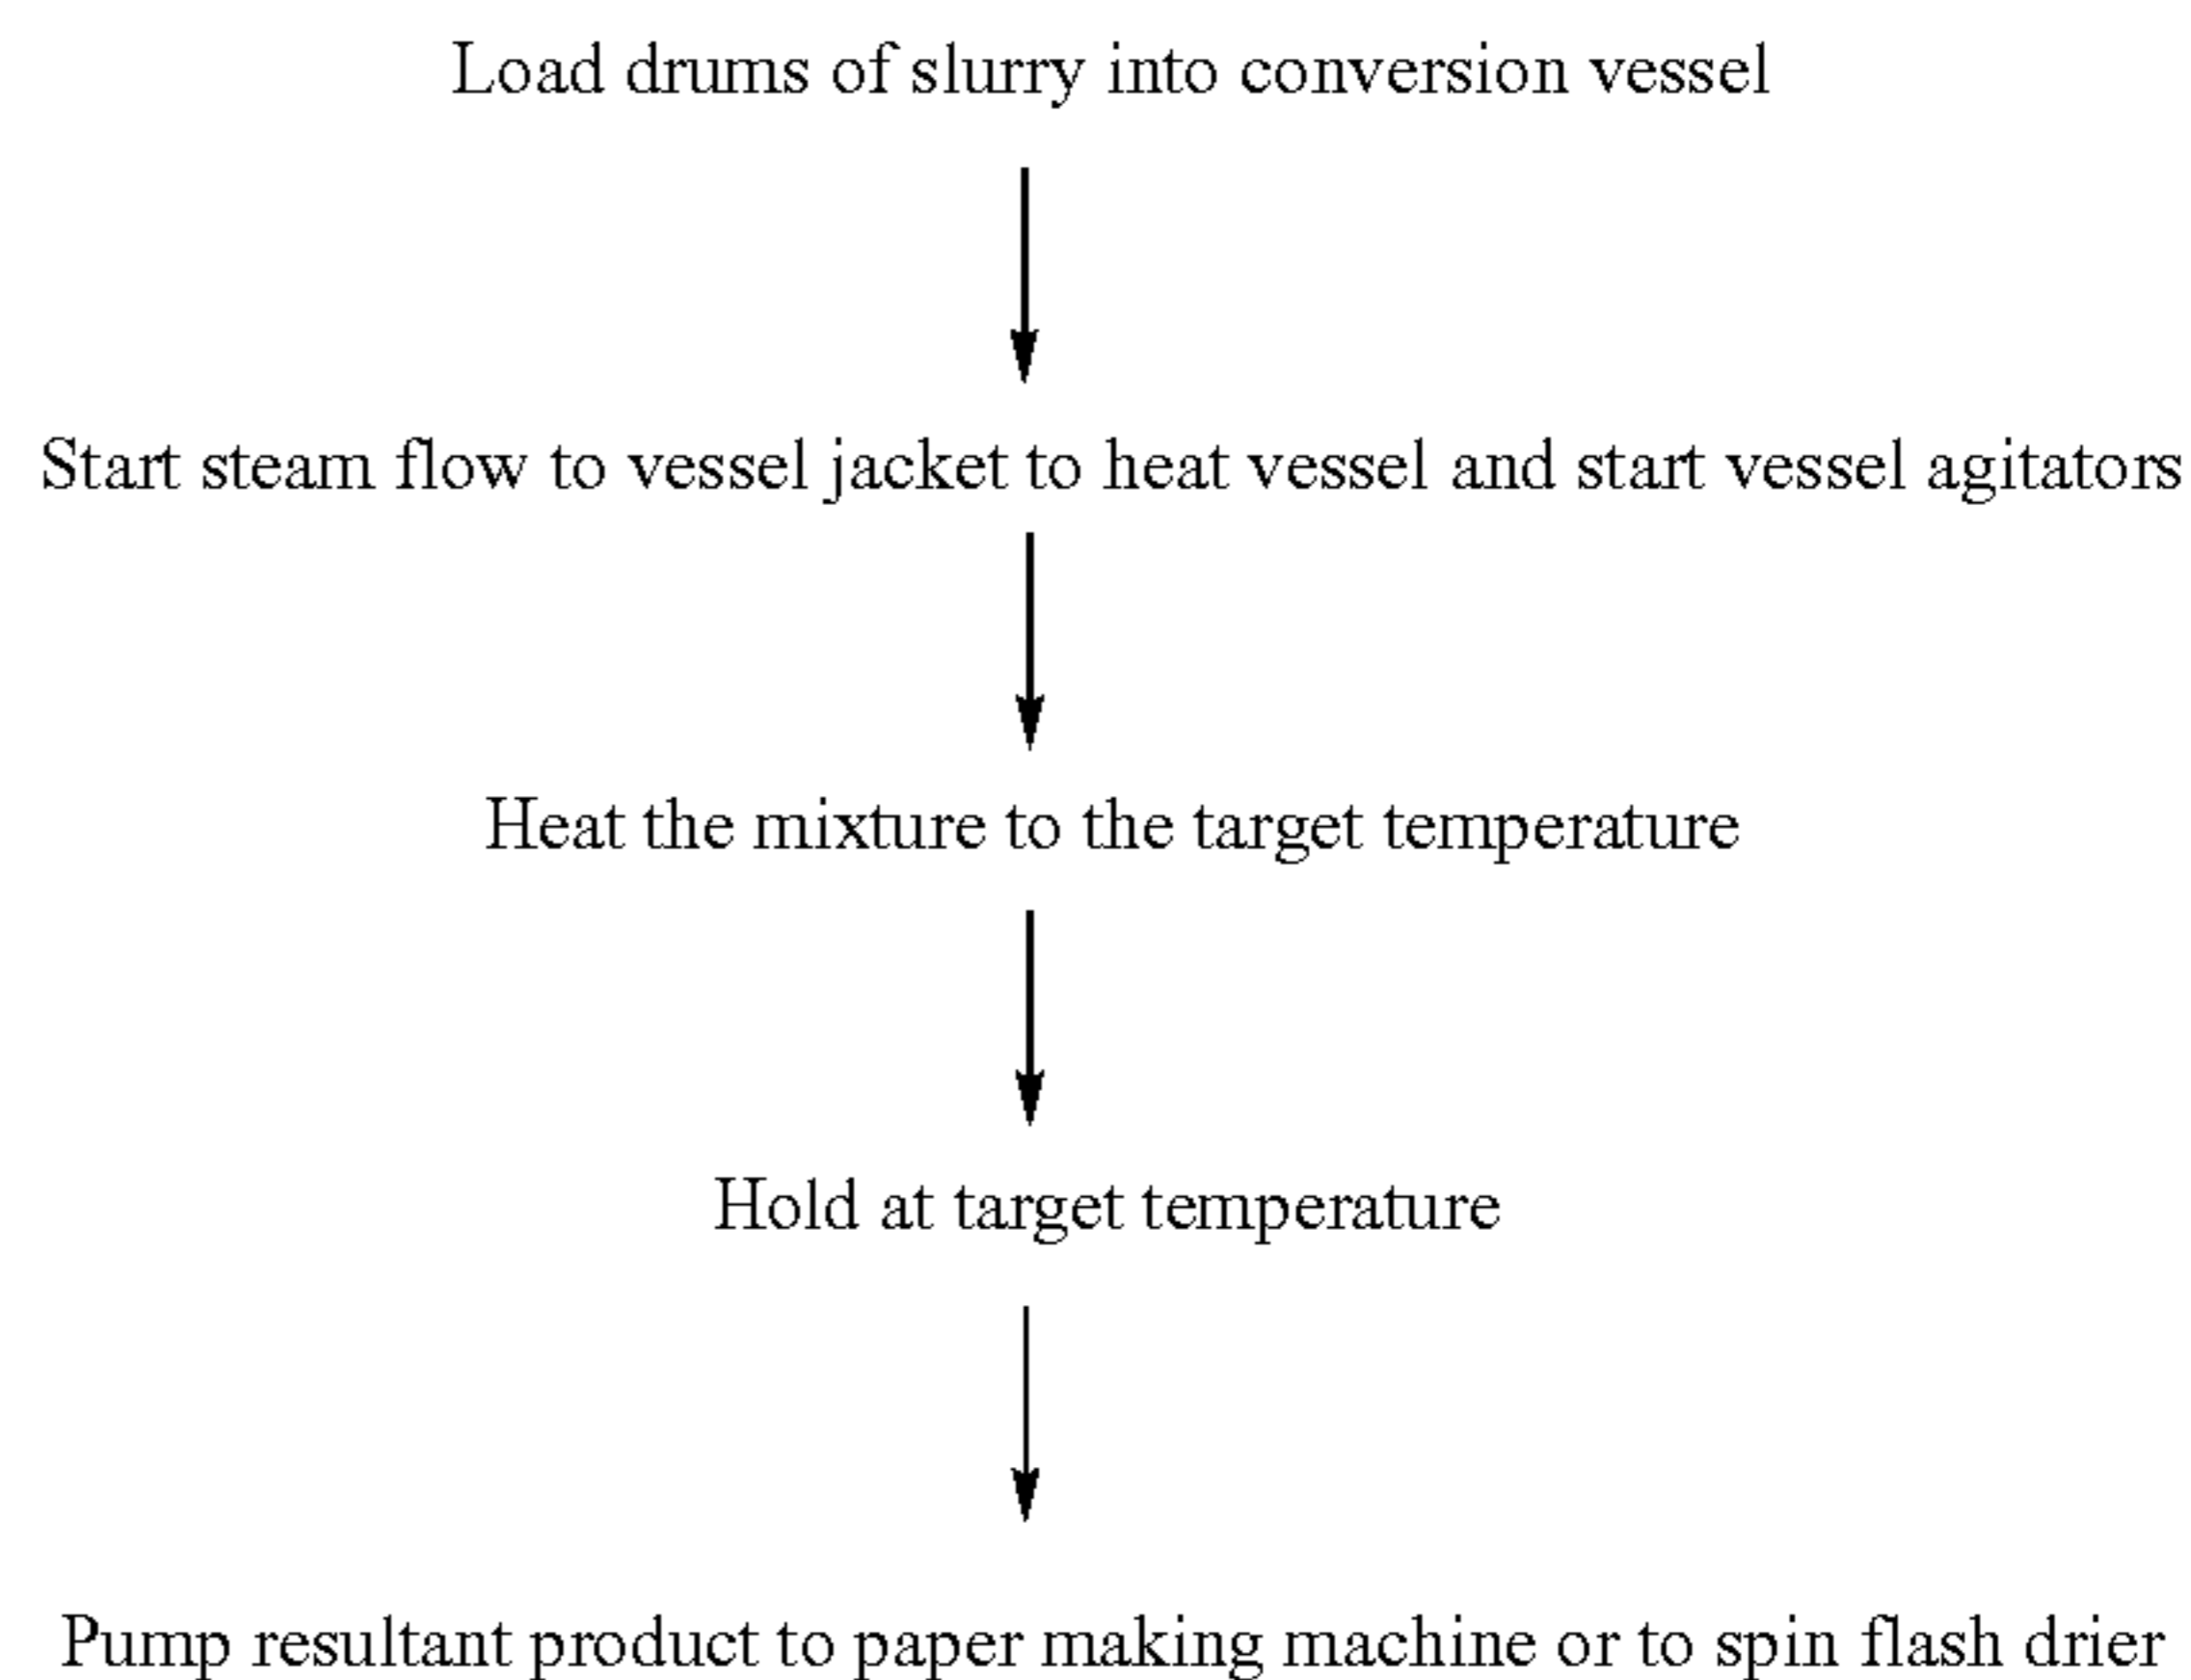 Load drums of slurry into conversion vessel
Start steam flow to vessel jacket to heat vessel and start vessel agitators
Heat the mixture to the target temperature
Hold at target temperature
Pump resultant product to paper making machine or to spin flash drier